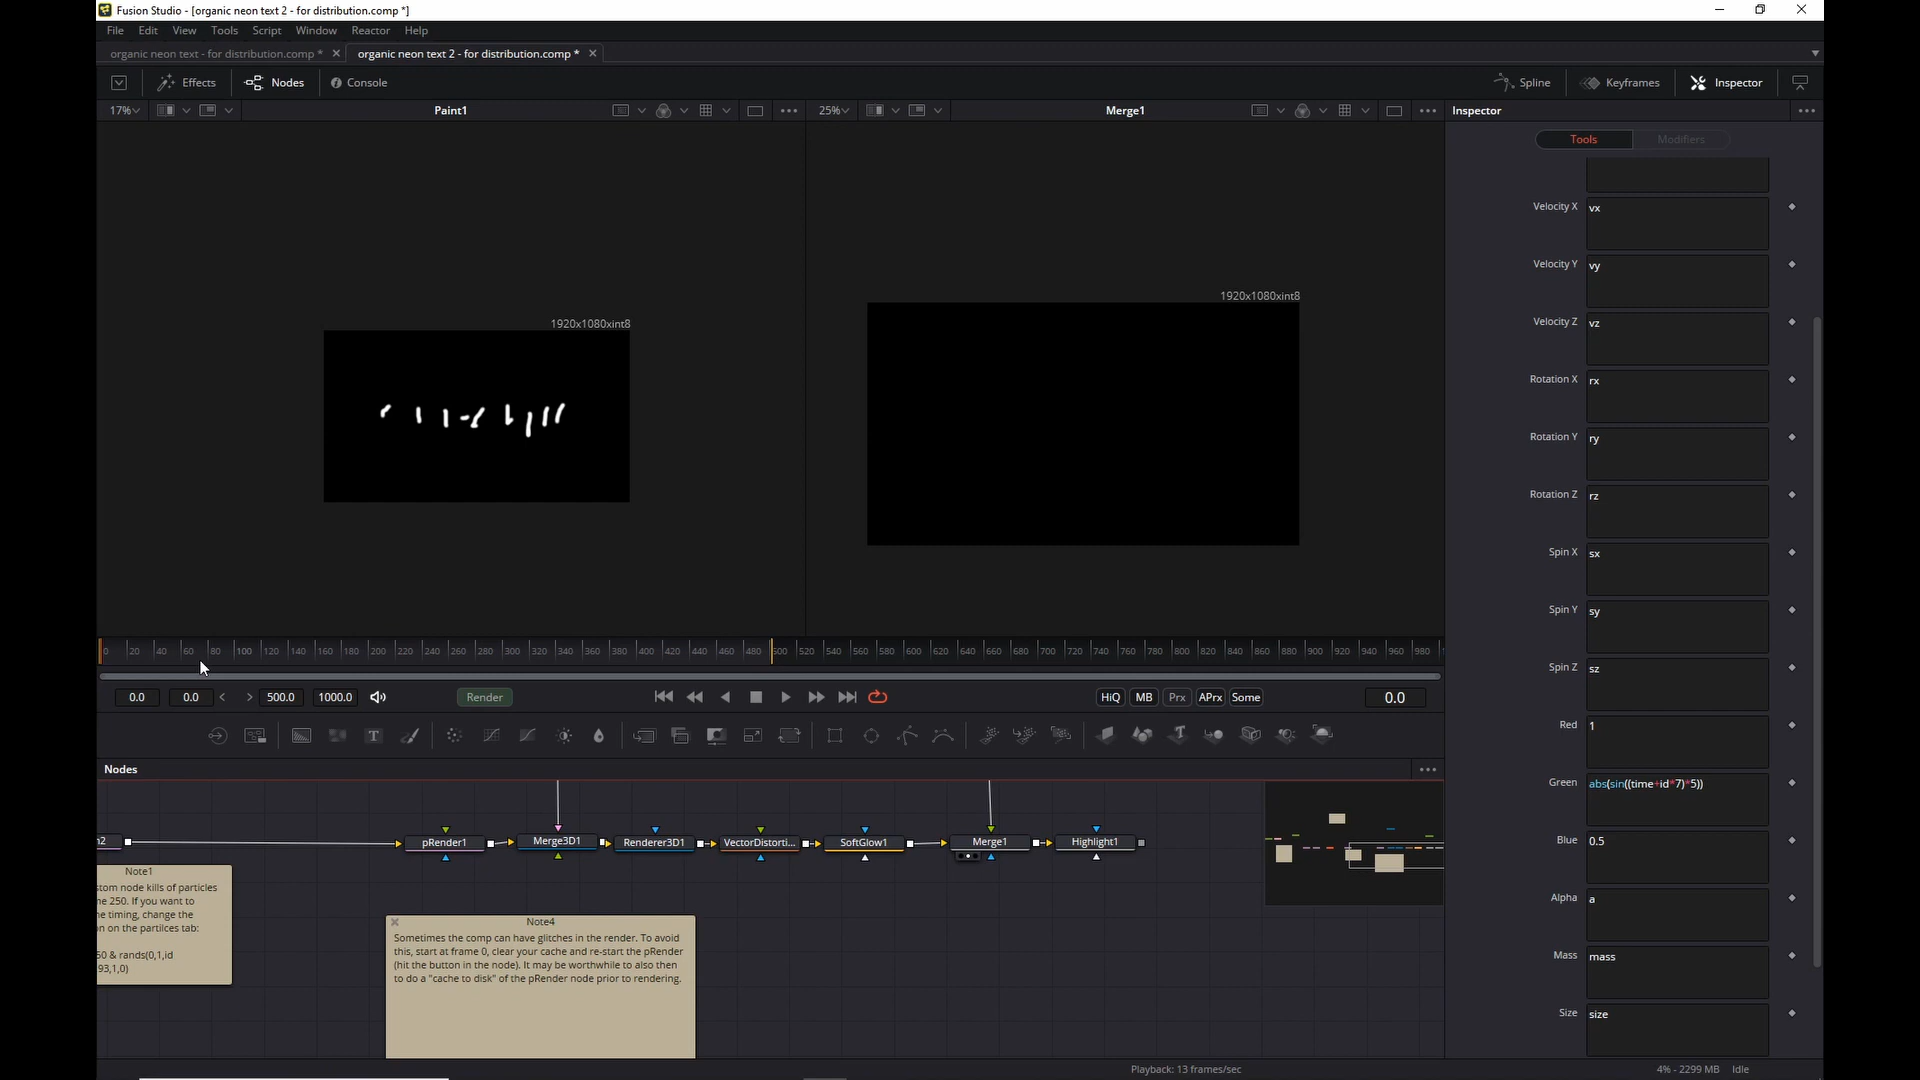 Fusion Studio - [organic neon text 2 - for distribution.comp *]
File Edit View Tools Script Window Reactor Help
organic neon text - for distribution.comp * organic neon text 2 - for distribution.comp *
Effects Nodes Console Spline Keyframes Inspector
17% Paint1 25% Merge1 Inspector
Tools Modifiers
Velocity X vx
Velocity Y vy
Velocity Z vz
Rotation X rx
Rotation Y ry
Rotation Z rz
Spin X sx
Spin Y sy
Spin Z sz
Red 1
Green abs(sin((time+id*7)*5))
Blue 0.5
Alpha a
Mass mass
Size size
1920x1080xint8
1920x1080xint8
0 20 40 60 80 100 120 140 160 180 200 220 240 260 280 300 320 340 360 380 400 420 440 460 480 500 520 540 560 580 600 620 640 660 680 700 720 740 760 780 800 820 840 860 880 900 920 940 960 980
0.0 0.0 < > 500.0 1000.0 Render HiQ MB Prx APrx Some 0.0
Nodes
pRender1 Merge3D1 Renderer3D1 VectorDistorti... SoftGlow1 Merge1 Highlight1
Note1
stom node kills of particles
ne 250. If you want to
he timing, change the
on on the partilces tab:
50 & rands(0,1,id
93,1,0)
Note4
Sometimes the comp can have glitches in the render. To avoid
this, start at frame 0, clear your cache and re-start the pRender
(hit the button in the node). It may be worthwhile to also then
to do a "cache to disk" of the pRender node prior to rendering.
Playback: 13 frames/sec 4% - 2299 MB Idle